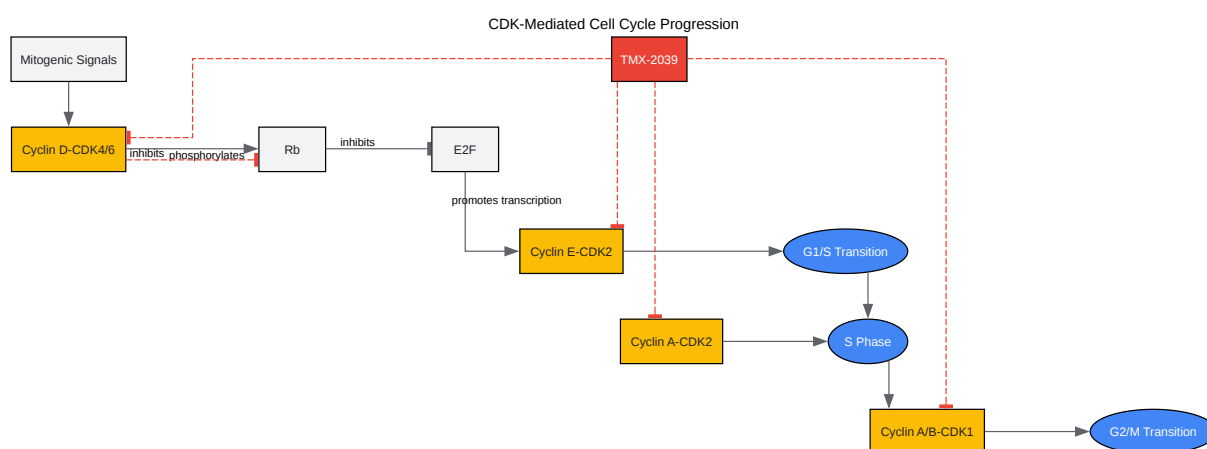 CDK-Mediated Cell Cycle Progression
Mitogenic Signals
TMX-2039
Cyclin D-CDK4/6
inhibits
phosphorylates
Rb
inhibits
E2F
promotes transcription
Cyclin E-CDK2
G1/S Transition
Cyclin A-CDK2
S Phase
Cyclin A/B-CDK1
G2/M Transition